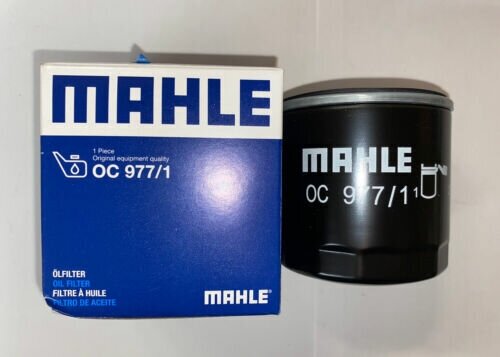 MAHLE
1 Piece
Original equipment quality
OC 977/1
ÖLFILTER
OIL FILTER
FILTRE À HUILE
FILTRO DE ACEITE
MAHLE
MAHLE
OC 977/1 1